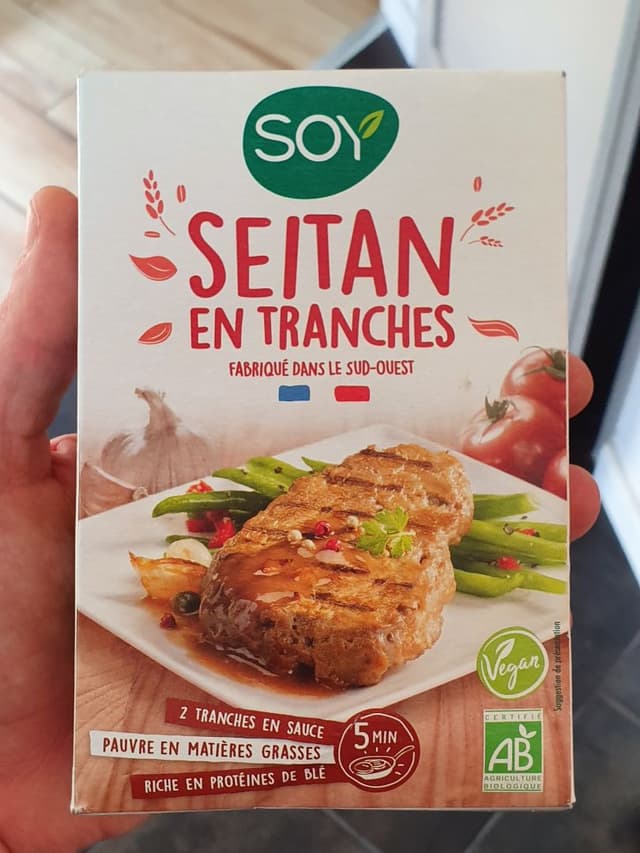 SOY
SEITAN
EN TRANCHES
FABRIQUÉ DANS LE SUD-OUEST
2 TRANCHES EN SAUCE
PAUVRE EN MATIÈRES GRASSES
RICHE EN PROTÉINES DE BLÉ
5 MIN
Vegan
Suggestion de présentation
CERTIFIÉ
AB
AGRICULTURE
BIOLOGIQUE